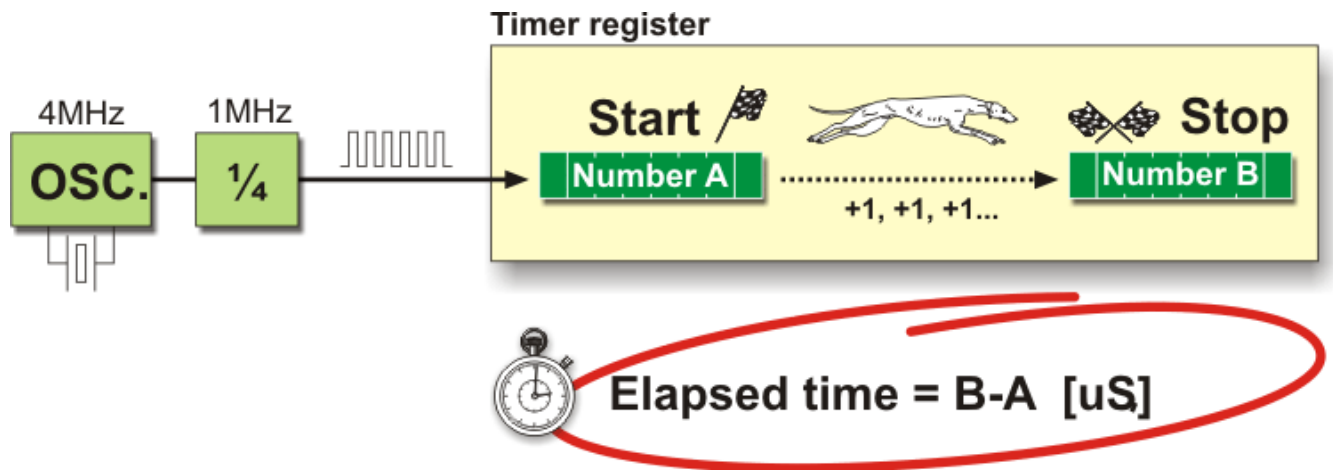 Timer register
4MHz
1MHz
OSC.
¼
Start
Stop
Number A
Number B
+1, +1, +1...
Elapsed time = B-A [uS]